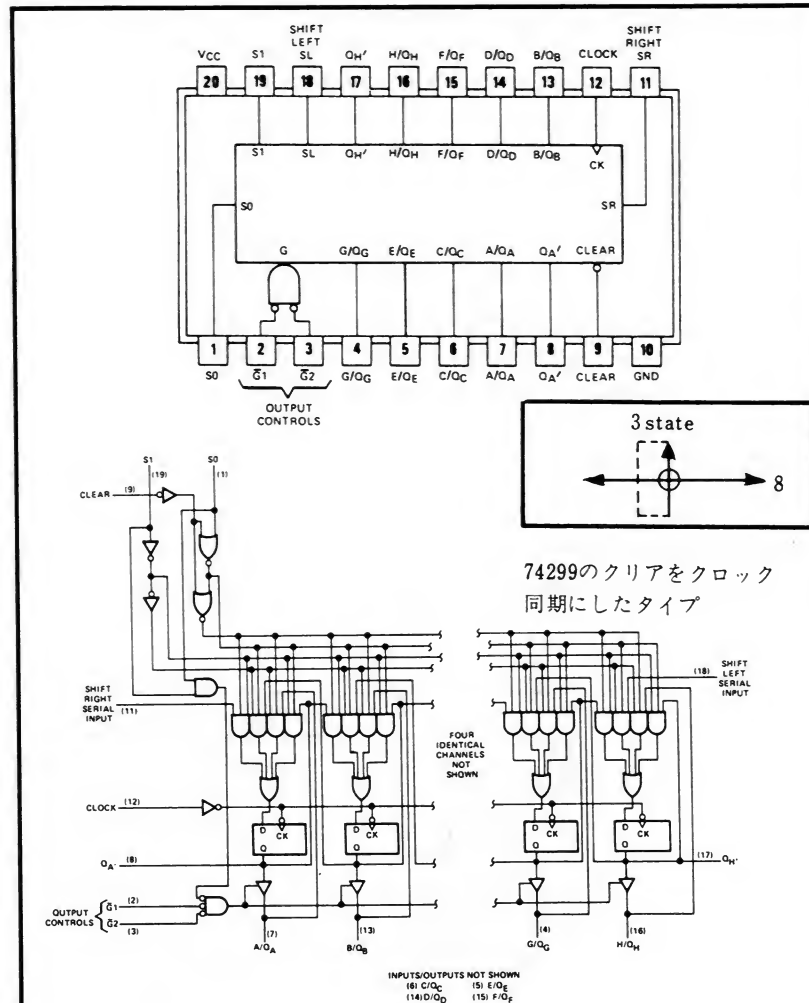 SHIFT
LEFT
SHIFT
RIGHT
VCC S1 SL QH' H/QH F/QF D/QD B/QB CLOCK SR
20 19 18 17 16 15 14 13 12 11
S1 SL QH' H/QH F/QF D/QD B/QB CK
S0 SR
G G/QG E/QE C/QC A/QA QA' CLEAR
1 2 3 4 5 6 7 8 9 10
S0 G̅1 G̅2 G/QG E/QE C/QC A/QA QA' CLEAR GND
OUTPUT
CONTROLS
3 state
8
74299のクリアをクロック
同期にしたタイプ
S1 S0
(19) (1)
CLEAR (9)
(18) SHIFT
LEFT
SERIAL
INPUT
SHIFT
RIGHT
SERIAL
INPUT (11)
FOUR
IDENTICAL
CHANNELS
NOT
SHOWN
CLOCK (12)
D CK Q D CK Q D CK Q D CK Q
QA' (8) (17) QH'
OUTPUT
CONTROLS
G̅1 (2)
G̅2 (3)
(7) (13) (4) (16)
A/QA B/QB G/QG H/QH
INPUTS/OUTPUTS NOT SHOWN
(6) C/QC (5) E/QE
(14) D/QD (15) F/QF